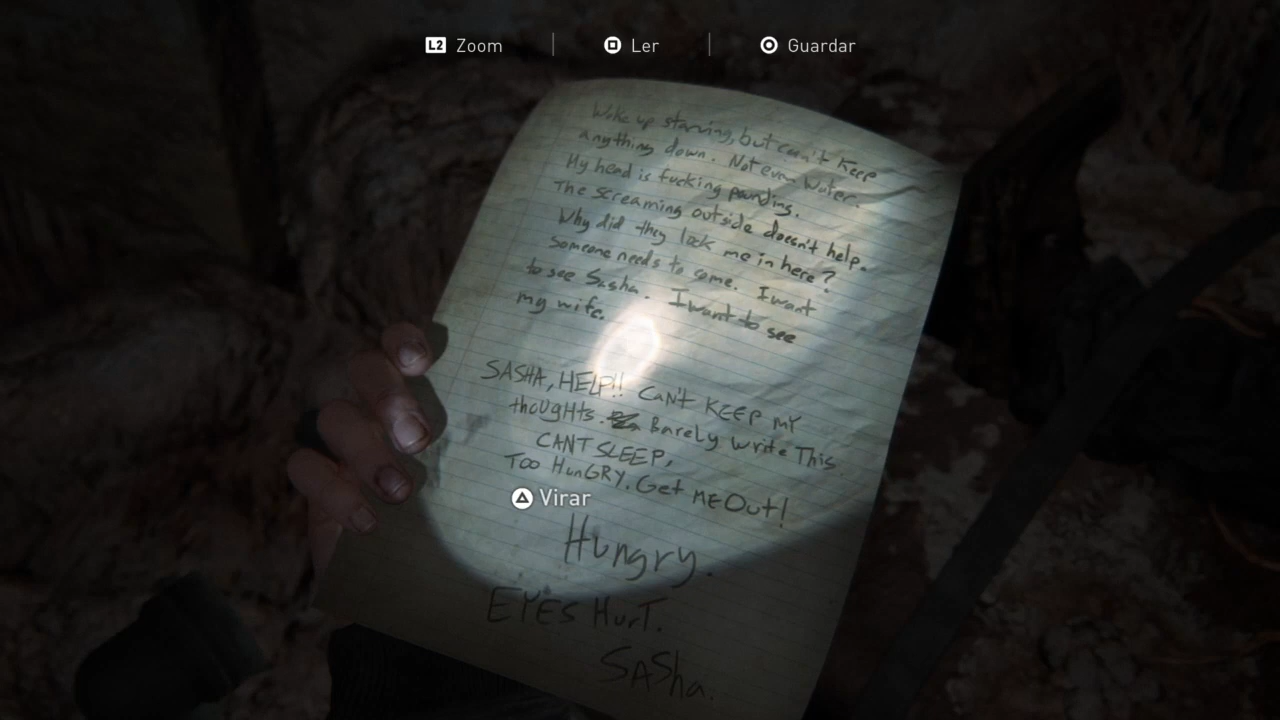 L2 Zoom
Ler
Guardar
Woke up starving, but can't keep
anything down. Not even water.
My head is fucking pounding.
The screaming outside doesn't help.
Why did they lock me in here?
Someone needs to come. I want
to see Sasha. I want to see
my wife.
SASHA, HELP!! CAN'T KEEP MY
thoUGHts. Barely write This.
CANT SLEEP,
TOO HUnGRY. Get ME Out!
Virar
Hungry.
EYES HurT.
SASha.